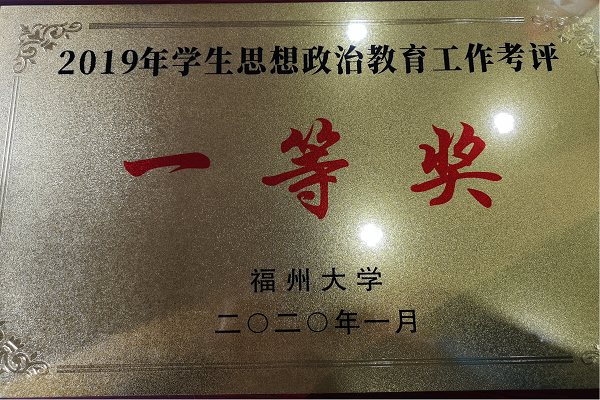 2019年学生思想政治教育工作考评
一等奖
福州大学
二〇二〇年一月